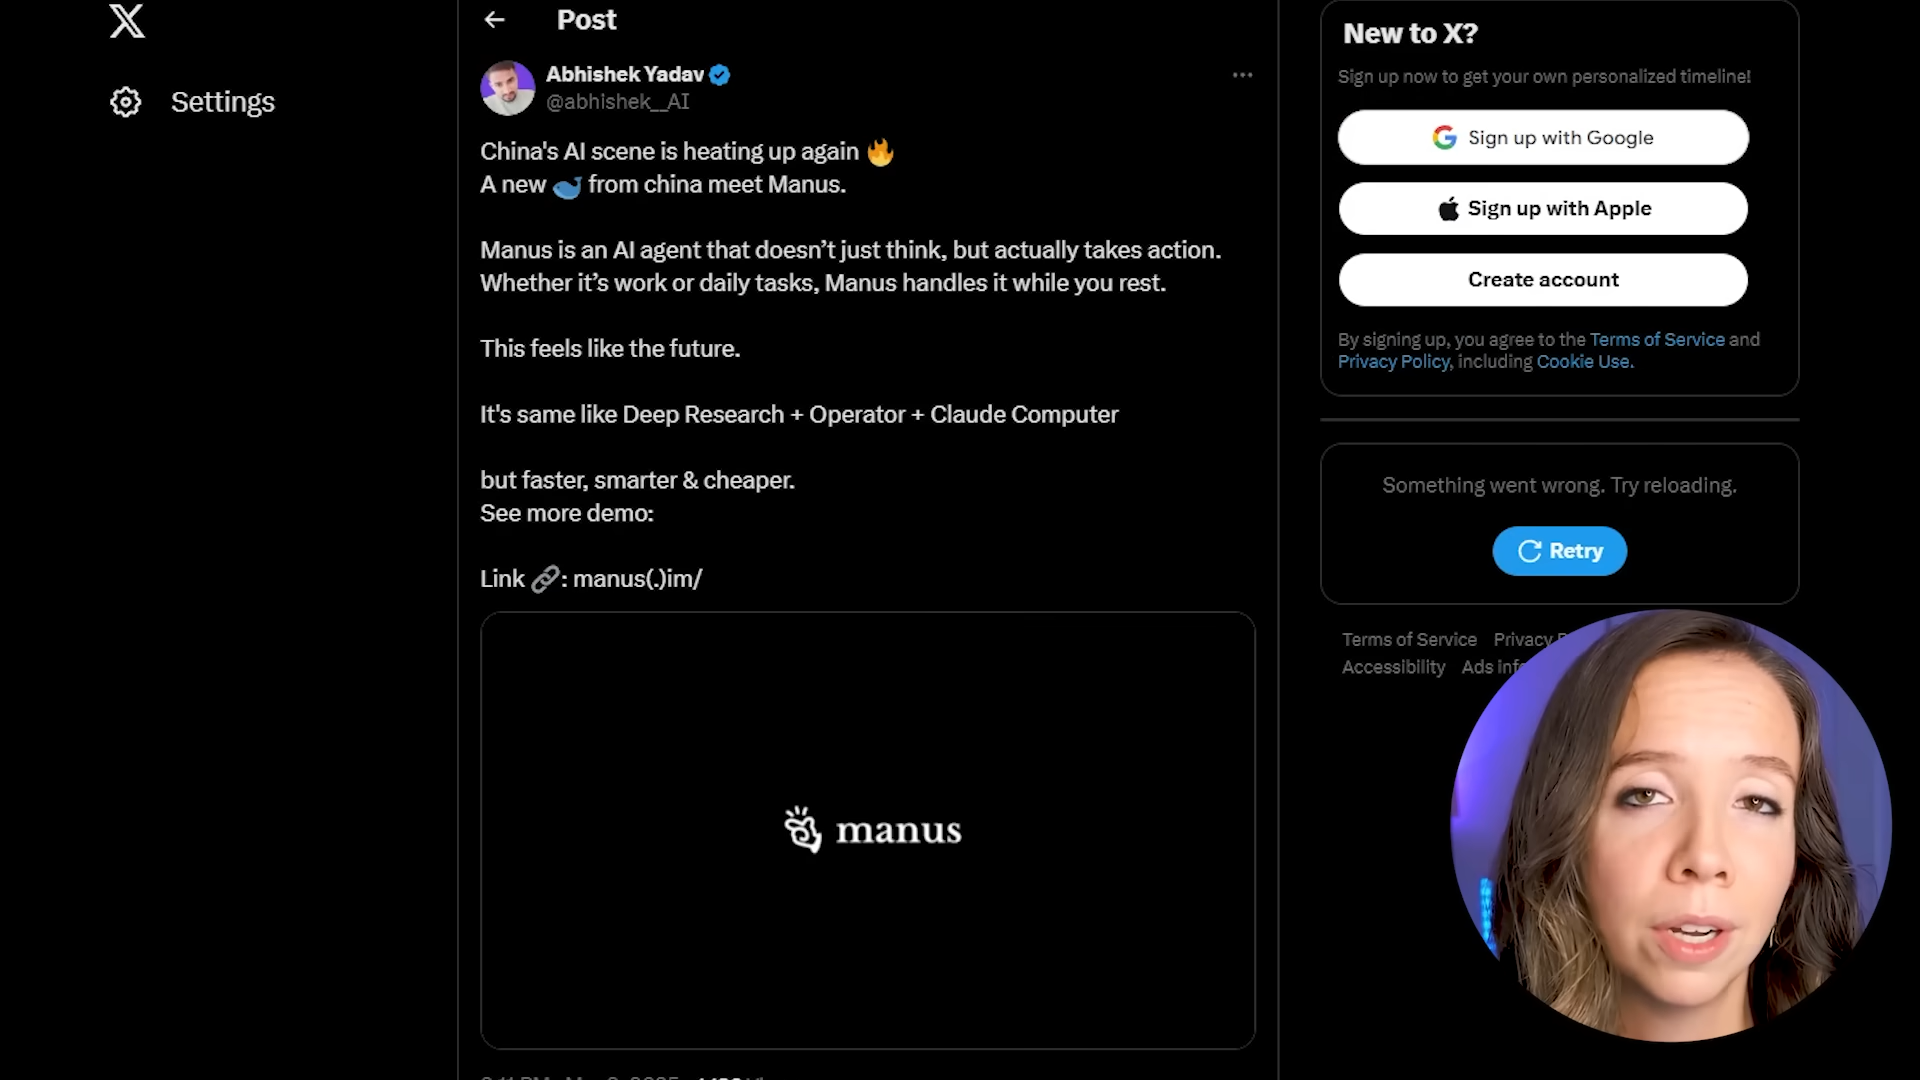 Post
Settings
Abhishek Yadav
@abhishek__AI
China's AI scene is heating up again 🔥
A new 🐳 from china meet Manus.
Manus is an AI agent that doesn’t just think, but actually takes action.
Whether it’s work or daily tasks, Manus handles it while you rest.
This feels like the future.
It's same like Deep Research + Operator + Claude Computer
but faster, smarter & cheaper.
See more demo:
Link 🔗: manus(.)im/
manus
New to X?
Sign up now to get your own personalized timeline!
Sign up with Google
Sign up with Apple
Create account
By signing up, you agree to the Terms of Service and
Privacy Policy, including Cookie Use.
Something went wrong. Try reloading.
Retry
Terms of Service Privacy
Accessibility Ads